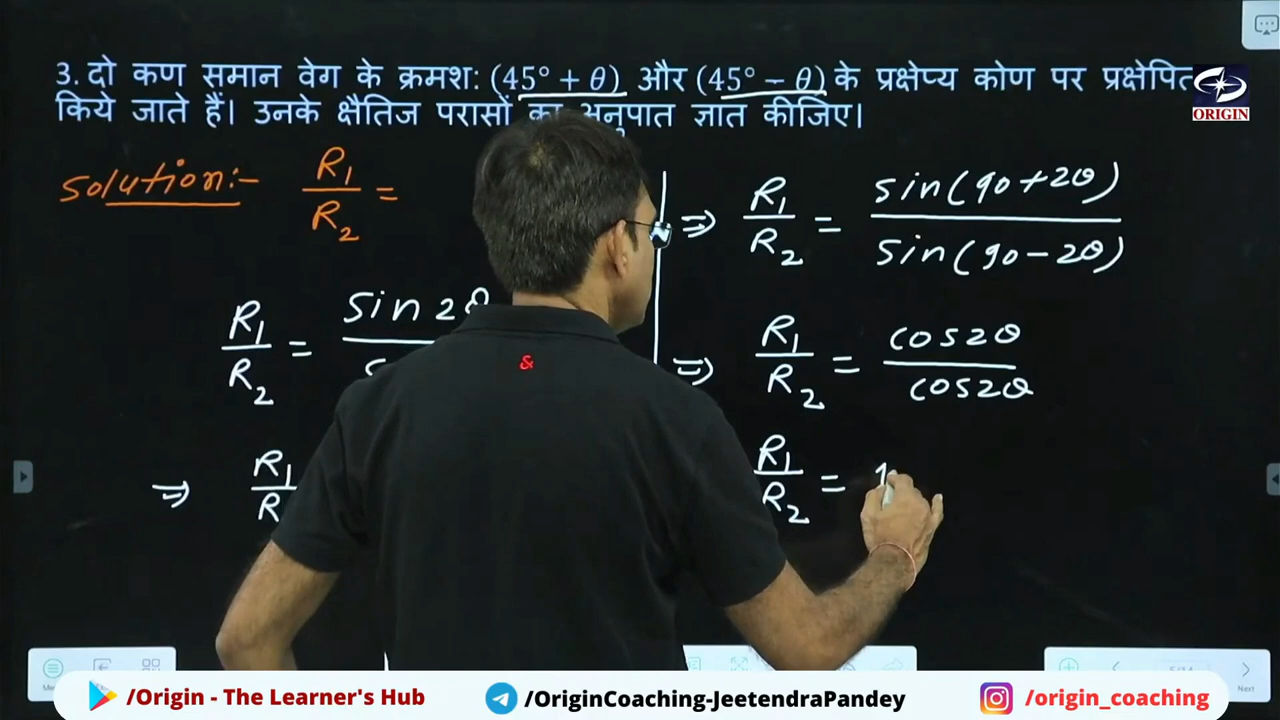 3. दो कण समान वेग के क्रमश: (45° + θ) और (45° − θ) के प्रक्षेप्य कोण पर प्रक्षेपित
किये जाते हैं। उनके क्षैतिज परासों का अनुपात ज्ञात कीजिए।
ORIGIN
Solution:- R₁/R₂ =
R₁/R₂ = sin 2θ
⇒ R₁/R
⇒ R₁/R₂ = sin(90+2θ)/sin(90−2θ)
⇒ R₁/R₂ = cos2θ/cos2θ
R₁/R₂ = 1
&
Next
/Origin - The Learner's Hub
/OriginCoaching-JeetendraPandey
/origin_coaching